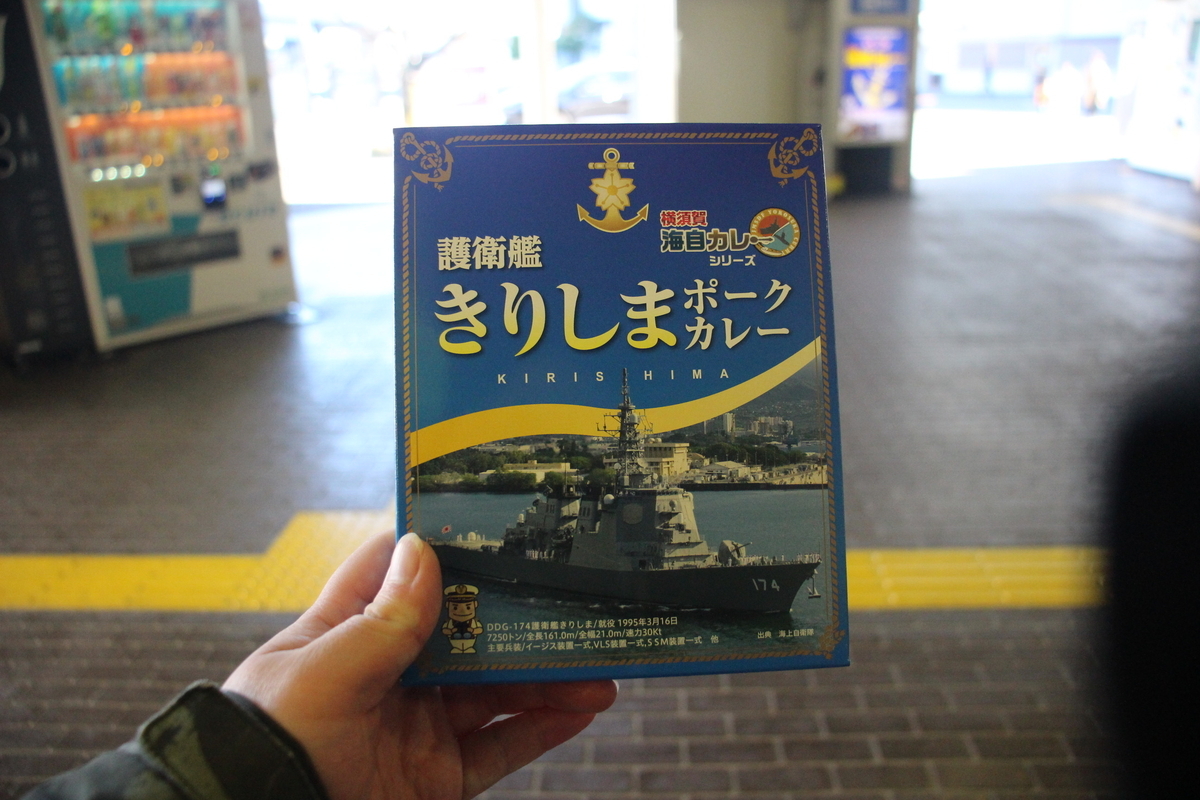 横須賀
海自カレー
シリーズ
護衛艦
きりしま
ポーク
カレー
KIRISHIMA
174
DDG-174護衛艦きりしま/就役 1995年3月16日
7250トン/全長161.0m/全幅21.0m/速力30Kt
主要兵装/イージス装置一式,VLS装置一式,SSM装置一式 他
出典 海上自衛隊